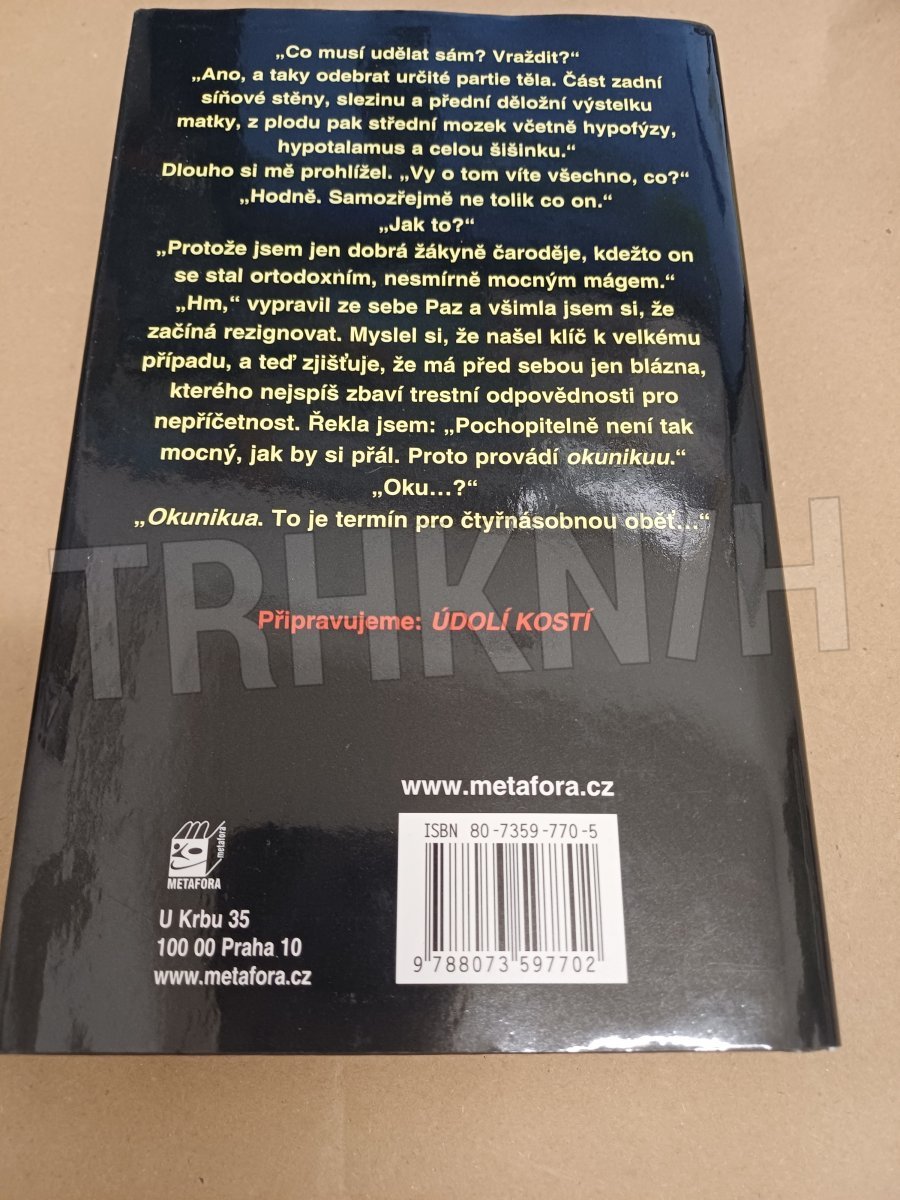 „Co musí udělat sám? Vraždit?“
„Ano, a taky odebrat určité partie těla. Část zadní
síňové stěny, slezinu a přední děložní výstelku
matky, z plodu pak střední mozek včetně hypofýzy,
hypotalamus a celou šišinku.“
Dlouho si mě prohlížel. „Vy o tom víte všechno, co?“
„Hodně. Samozřejmě ne tolik co on.“
„Jak to?“
„Protože jsem jen dobrá žákyně čaroděje, kdežto on
se stal ortodoxním, nesmírně mocným mágem.“
„Hm,“ vypravil ze sebe Paz a všimla jsem si, že
začíná rezignovat. Myslel si, že našel klíč k velkému
případu, a teď zjišťuje, že má před sebou jen blázna,
kterého nejspíš zbaví trestní odpovědnosti pro
nepříčetnost. Řekla jsem: „Pochopitelně není tak
mocný, jak by si přál. Proto provádí okunikuu.“
„Oku…?“
„Okunikua. To je termín pro čtyřnásobnou oběť…“
TRHKNIH
Připravujeme: ÚDOLÍ KOSTÍ
www.metafora.cz
ISBN 80-7359-770-5
9 788073 597702
metafora
METAFORA
U Krbu 35
100 00 Praha 10
www.metafora.cz